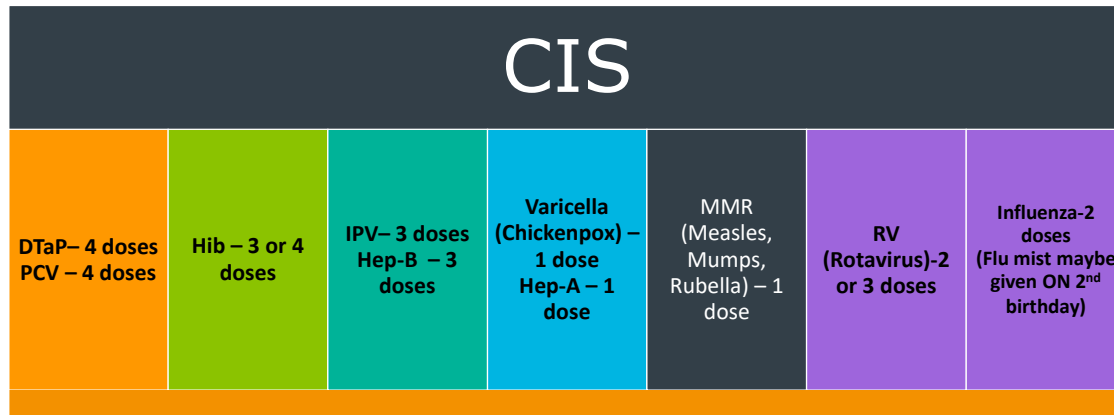 CIS
DTaP– 4 doses
PCV – 4 doses
Hib – 3 or 4
doses
IPV– 3 doses
Hep-B – 3
doses
Varicella
(Chickenpox) –
1 dose
Hep-A – 1
dose
MMR
(Measles,
Mumps,
Rubella) – 1
dose
RV
(Rotavirus)-2
or 3 doses
Influenza-2
doses
(Flu mist maybe
given ON 2nd
birthday)